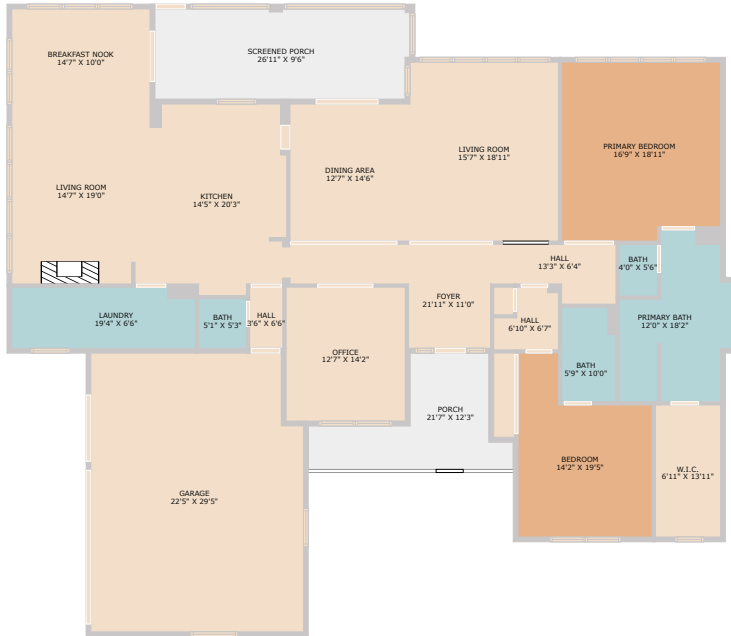 BREAKFAST NOOK
14'7" X 10'0"
SCREENED PORCH
26'11" X 9'6"
LIVING ROOM
15'7" X 18'11"
PRIMARY BEDROOM
16'9" X 18'11"
DINING AREA
12'7" X 14'6"
LIVING ROOM
14'7" X 19'0"
KITCHEN
14'5" X 20'3"
HALL
13'3" X 6'4"
BATH
4'0" X 5'6"
FOYER
21'11" X 11'0"
LAUNDRY
19'4" X 6'6"
BATH
5'1" X 5'3"
HALL
3'6" X 6'6"
HALL
6'10" X 6'7"
PRIMARY BATH
12'0" X 18'2"
OFFICE
12'7" X 14'2"
BATH
5'9" X 10'0"
PORCH
21'7" X 12'3"
BEDROOM
14'2" X 19'5"
W.I.C.
6'11" X 13'11"
GARAGE
22'5" X 29'5"